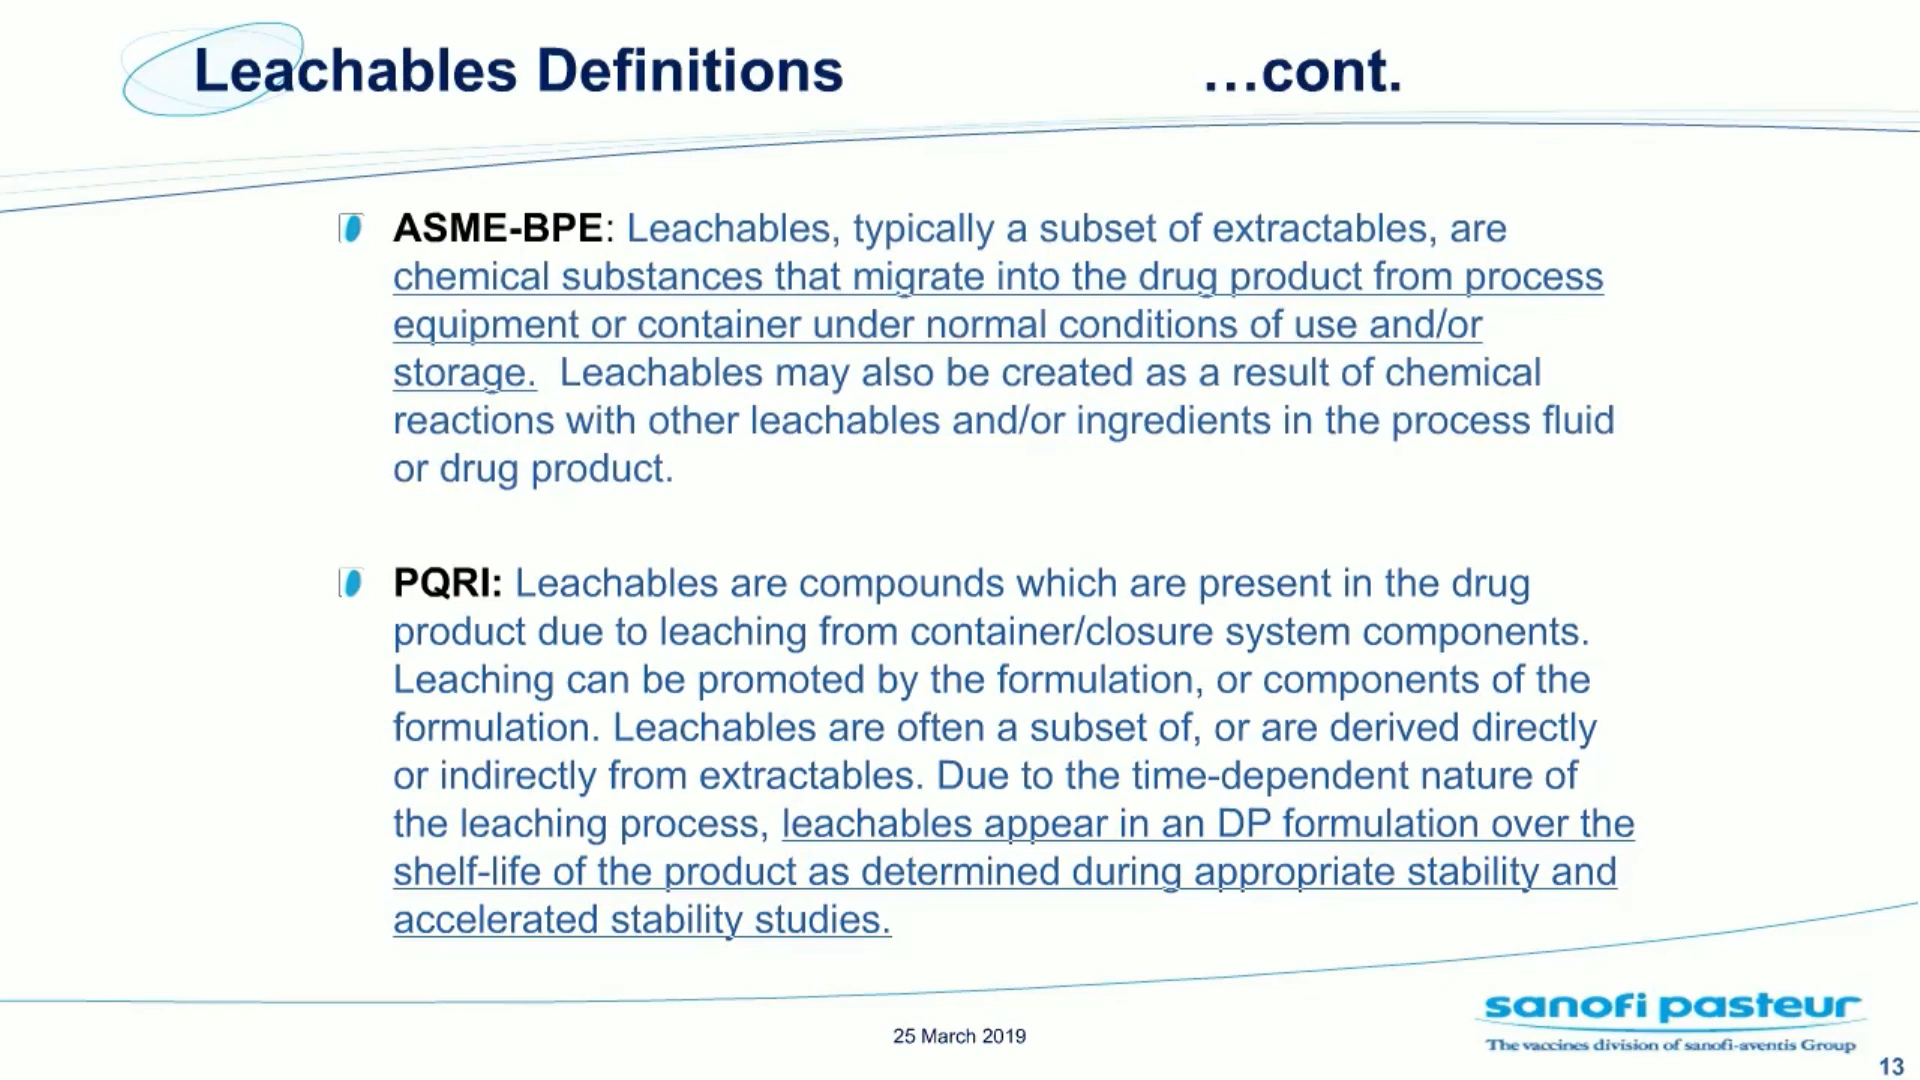 Leachables Definitions …cont.
ASME-BPE: Leachables, typically a subset of extractables, are
chemical substances that migrate into the drug product from process
equipment or container under normal conditions of use and/or
storage. Leachables may also be created as a result of chemical
reactions with other leachables and/or ingredients in the process fluid
or drug product.
PQRI: Leachables are compounds which are present in the drug
product due to leaching from container/closure system components.
Leaching can be promoted by the formulation, or components of the
formulation. Leachables are often a subset of, or are derived directly
or indirectly from extractables. Due to the time-dependent nature of
the leaching process, leachables appear in an DP formulation over the
shelf-life of the product as determined during appropriate stability and
accelerated stability studies.
25 March 2019
sanofi pasteur
The vaccines division of sanofi-aventis Group
13